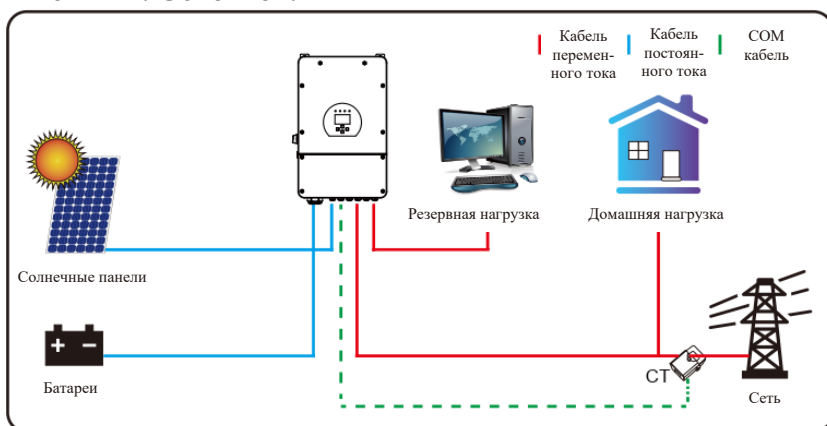 Кабель
перемен-
ного тока
Кабель
постоян-
ного тока
COM
кабель
Резервная нагрузка
Домашняя нагрузка
Солнечные панели
Батареи
CT
Сеть